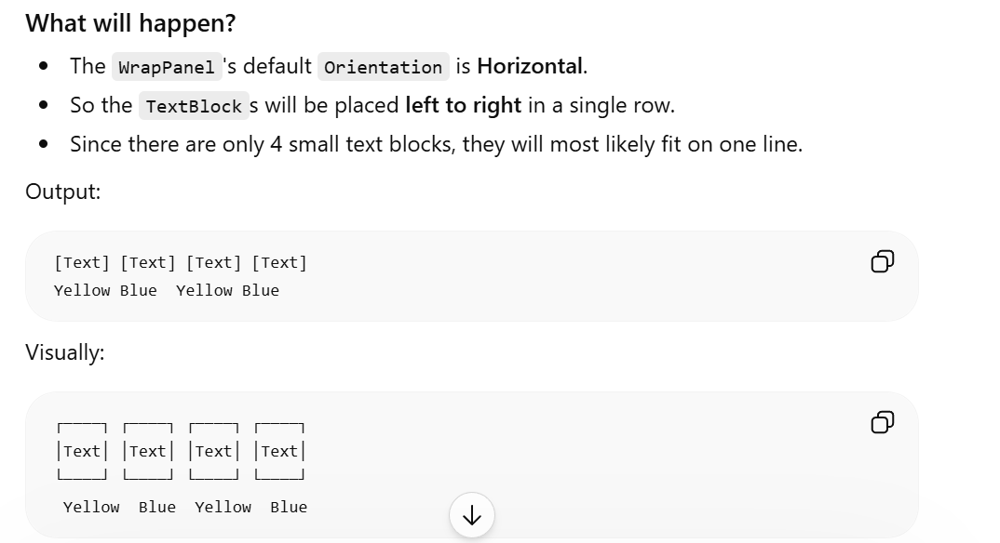 What will happen?
• The WrapPanel's default Orientation is Horizontal.
• So the TextBlocks will be placed left to right in a single row.
• Since there are only 4 small text blocks, they will most likely fit on one line.
Output:
[Text] [Text] [Text] [Text]
Yellow Blue  Yellow Blue
Visually:
┌────┐ ┌────┐ ┌────┐ ┌────┐
│Text│ │Text│ │Text│ │Text│
└────┘ └────┘ └────┘ └────┘
 Yellow  Blue  Yellow  Blue